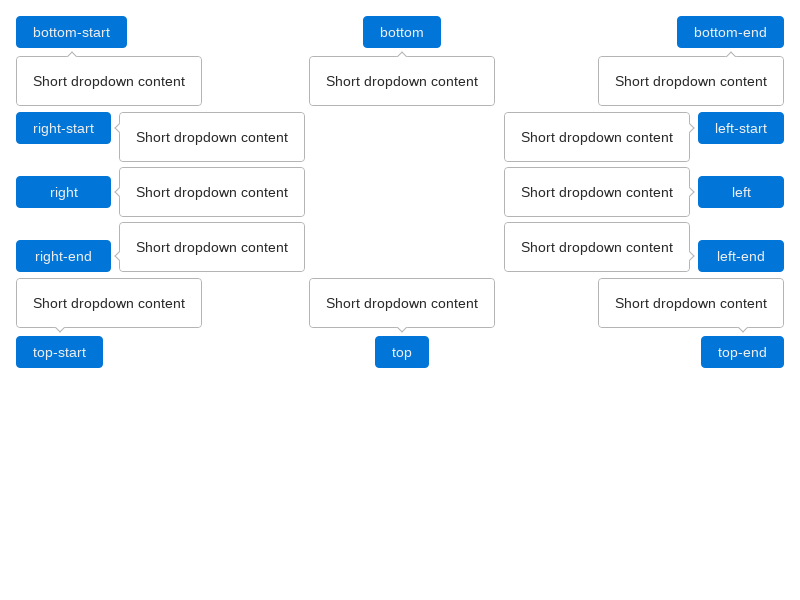 bottom-start
bottom
bottom-end
Short dropdown content
Short dropdown content
Short dropdown content
right-start
Short dropdown content
Short dropdown content
left-start
right
Short dropdown content
Short dropdown content
left
right-end
Short dropdown content
Short dropdown content
left-end
Short dropdown content
Short dropdown content
Short dropdown content
top-start
top
top-end